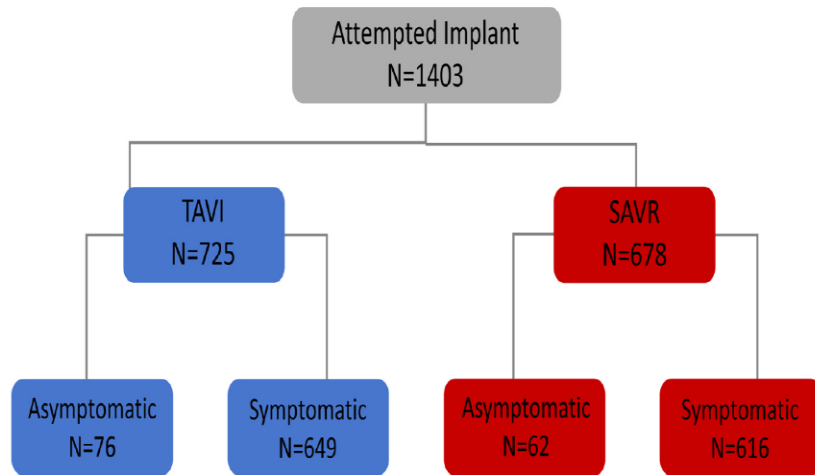 Attempted Implant
N=1403
TAVI
N=725
SAVR
N=678
Asymptomatic
N=76
Symptomatic
N=649
Asymptomatic
N=62
Symptomatic
N=616